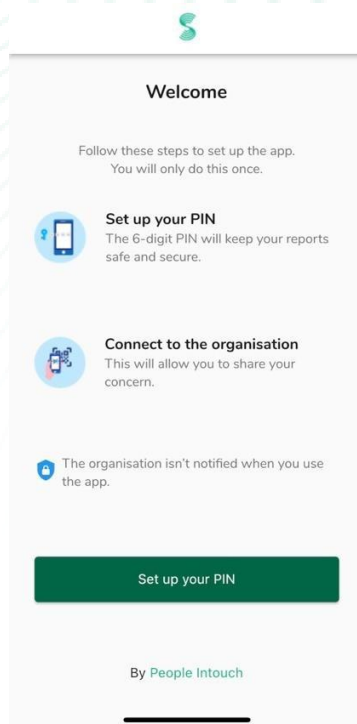 Welcome
Follow these steps to set up the app.
You will only do this once.
Set up your PIN
The 6-digit PIN will keep your reports
safe and secure.
Connect to the organisation
This will allow you to share your
concern.
The organisation isn't notified when you use
the app.
Set up your PIN
By People Intouch